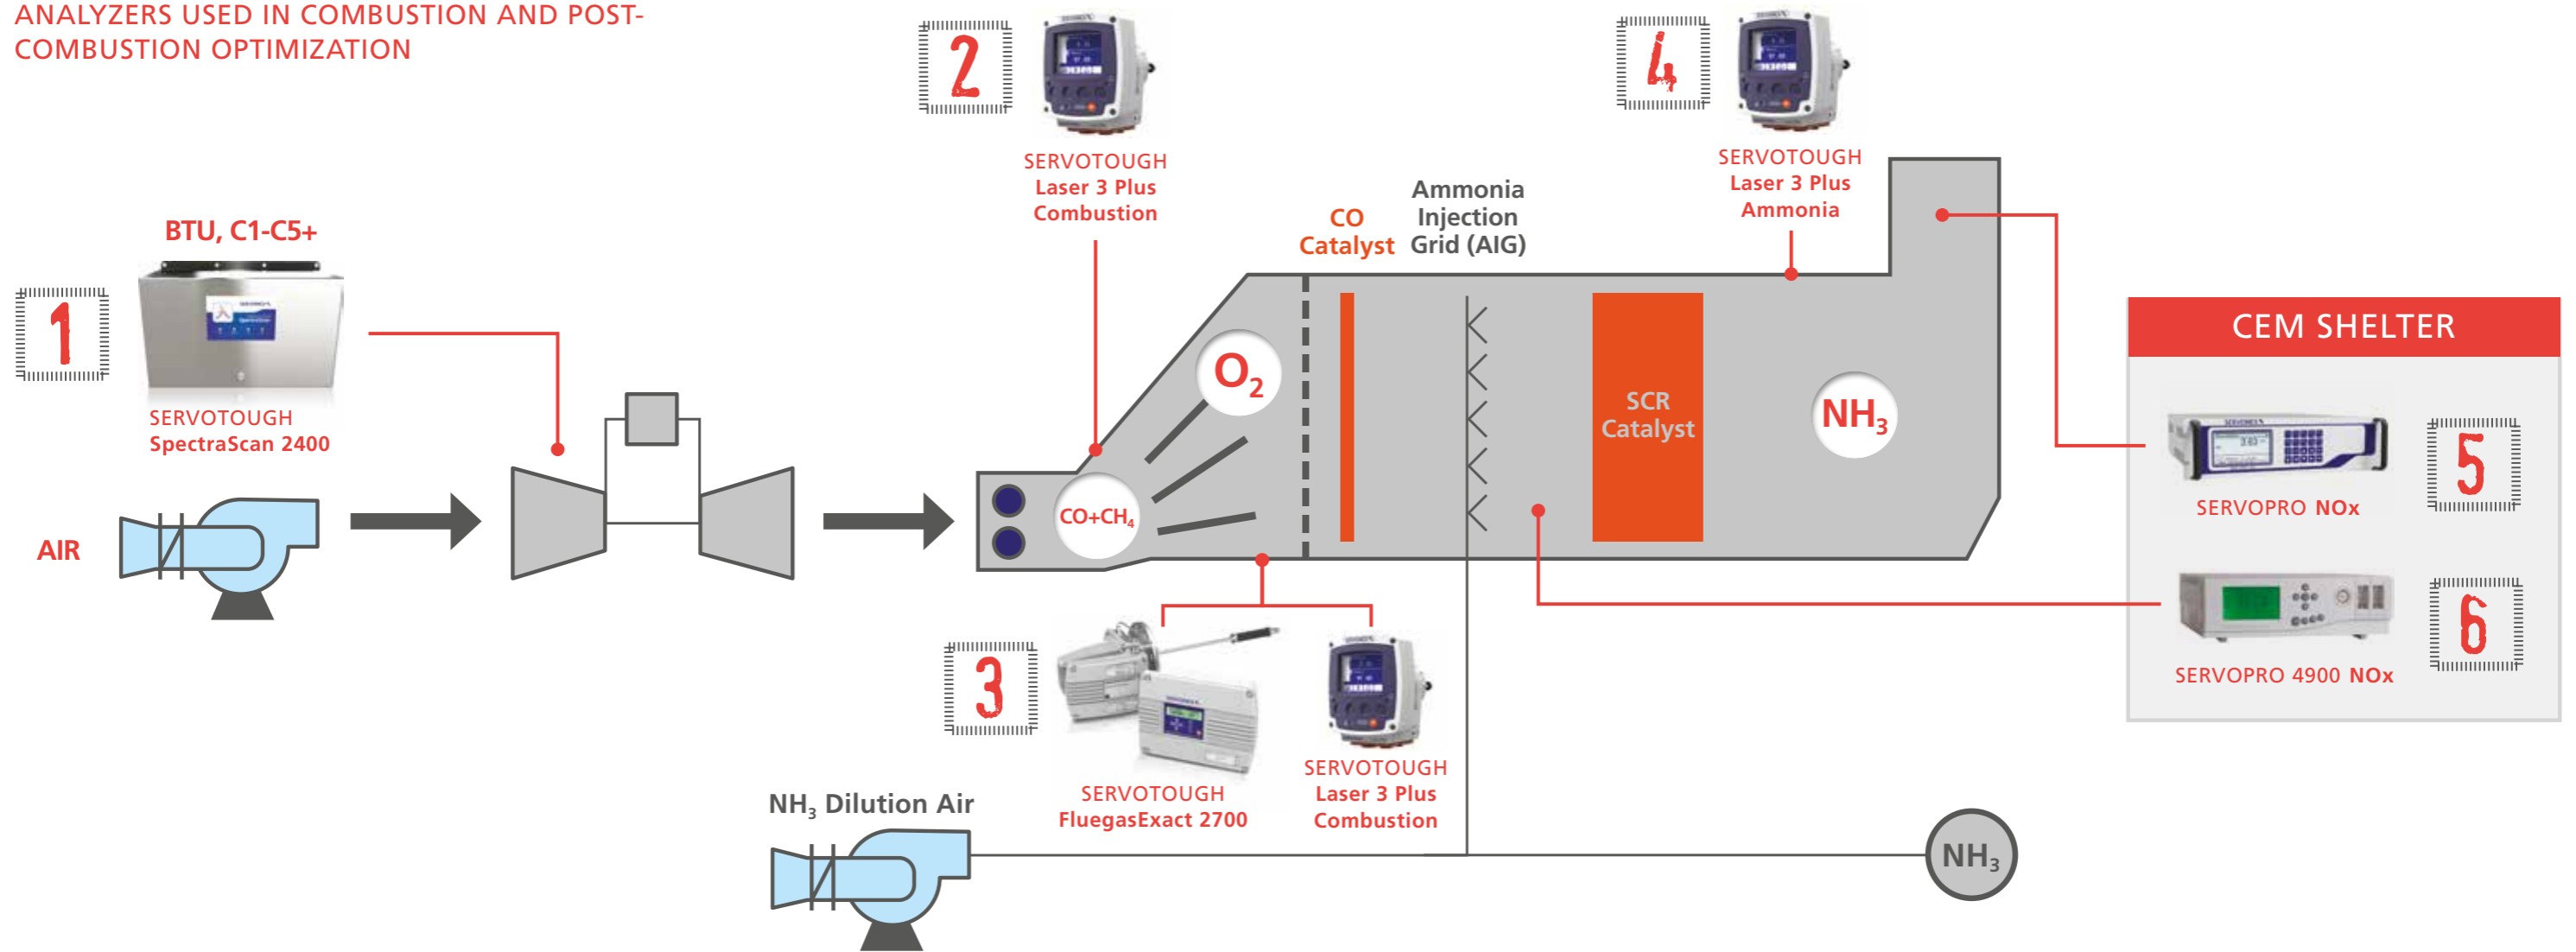 ANALYZERS USED IN COMBUSTION AND POST-
COMBUSTION OPTIMIZATION
2
SERVOTOUGH
Laser 3 Plus
Combustion
4
SERVOTOUGH
Laser 3 Plus
Ammonia
BTU, C1-C5+
1
SERVOTOUGH
SpectraScan 2400
AIR
CO
Catalyst
Ammonia
Injection
Grid (AIG)
O₂
CO+CH₄
SCR
Catalyst
NH₃
CEM SHELTER
5
SERVOPRO NOx
6
SERVOPRO 4900 NOx
3
SERVOTOUGH
FluegasExact 2700
SERVOTOUGH
Laser 3 Plus
Combustion
NH₃ Dilution Air
NH₃